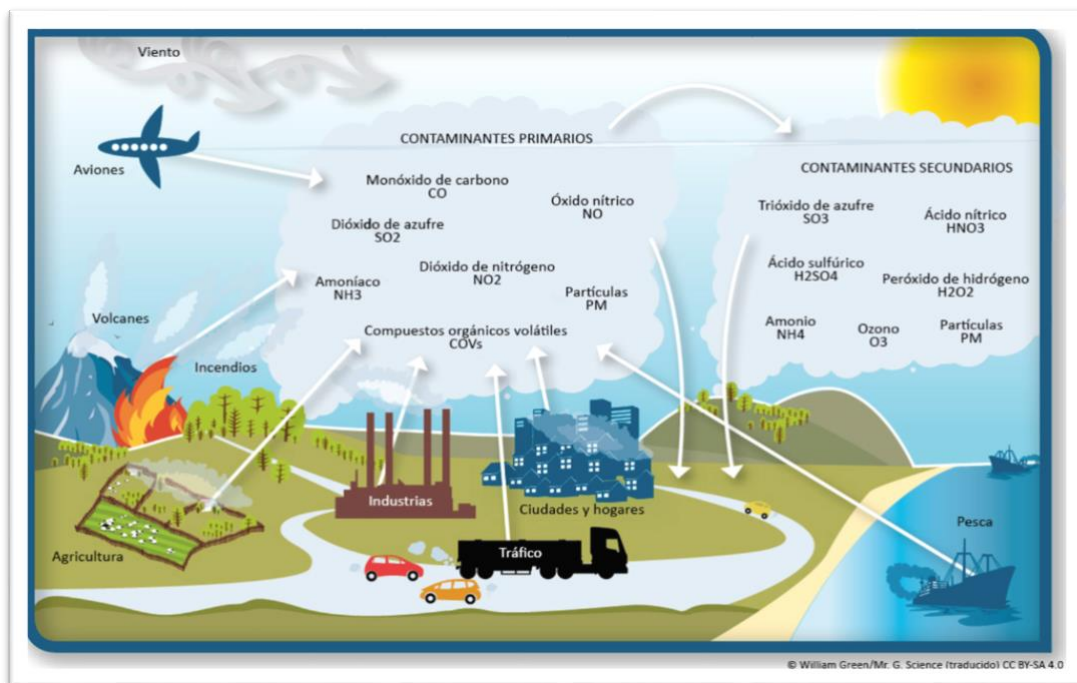 Viento
Aviones
CONTAMINANTES PRIMARIOS
Monóxido de carbono
CO
Óxido nítrico
NO
Dióxido de azufre
SO2
Dióxido de nitrógeno
NO2
Amoníaco
NH3
Partículas
PM
Compuestos orgánicos volátiles
COVs
CONTAMINANTES SECUNDARIOS
Trióxido de azufre
SO3
Ácido nítrico
HNO3
Ácido sulfúrico
H2SO4
Peróxido de hidrógeno
H2O2
Amonio
NH4
Ozono
O3
Partículas
PM
Volcanes
Incendios
Industrias
Ciudades y hogares
Agricultura
Tráfico
Pesca
© William Green/Mr. G. Science (traducido) CC BY-SA 4.0